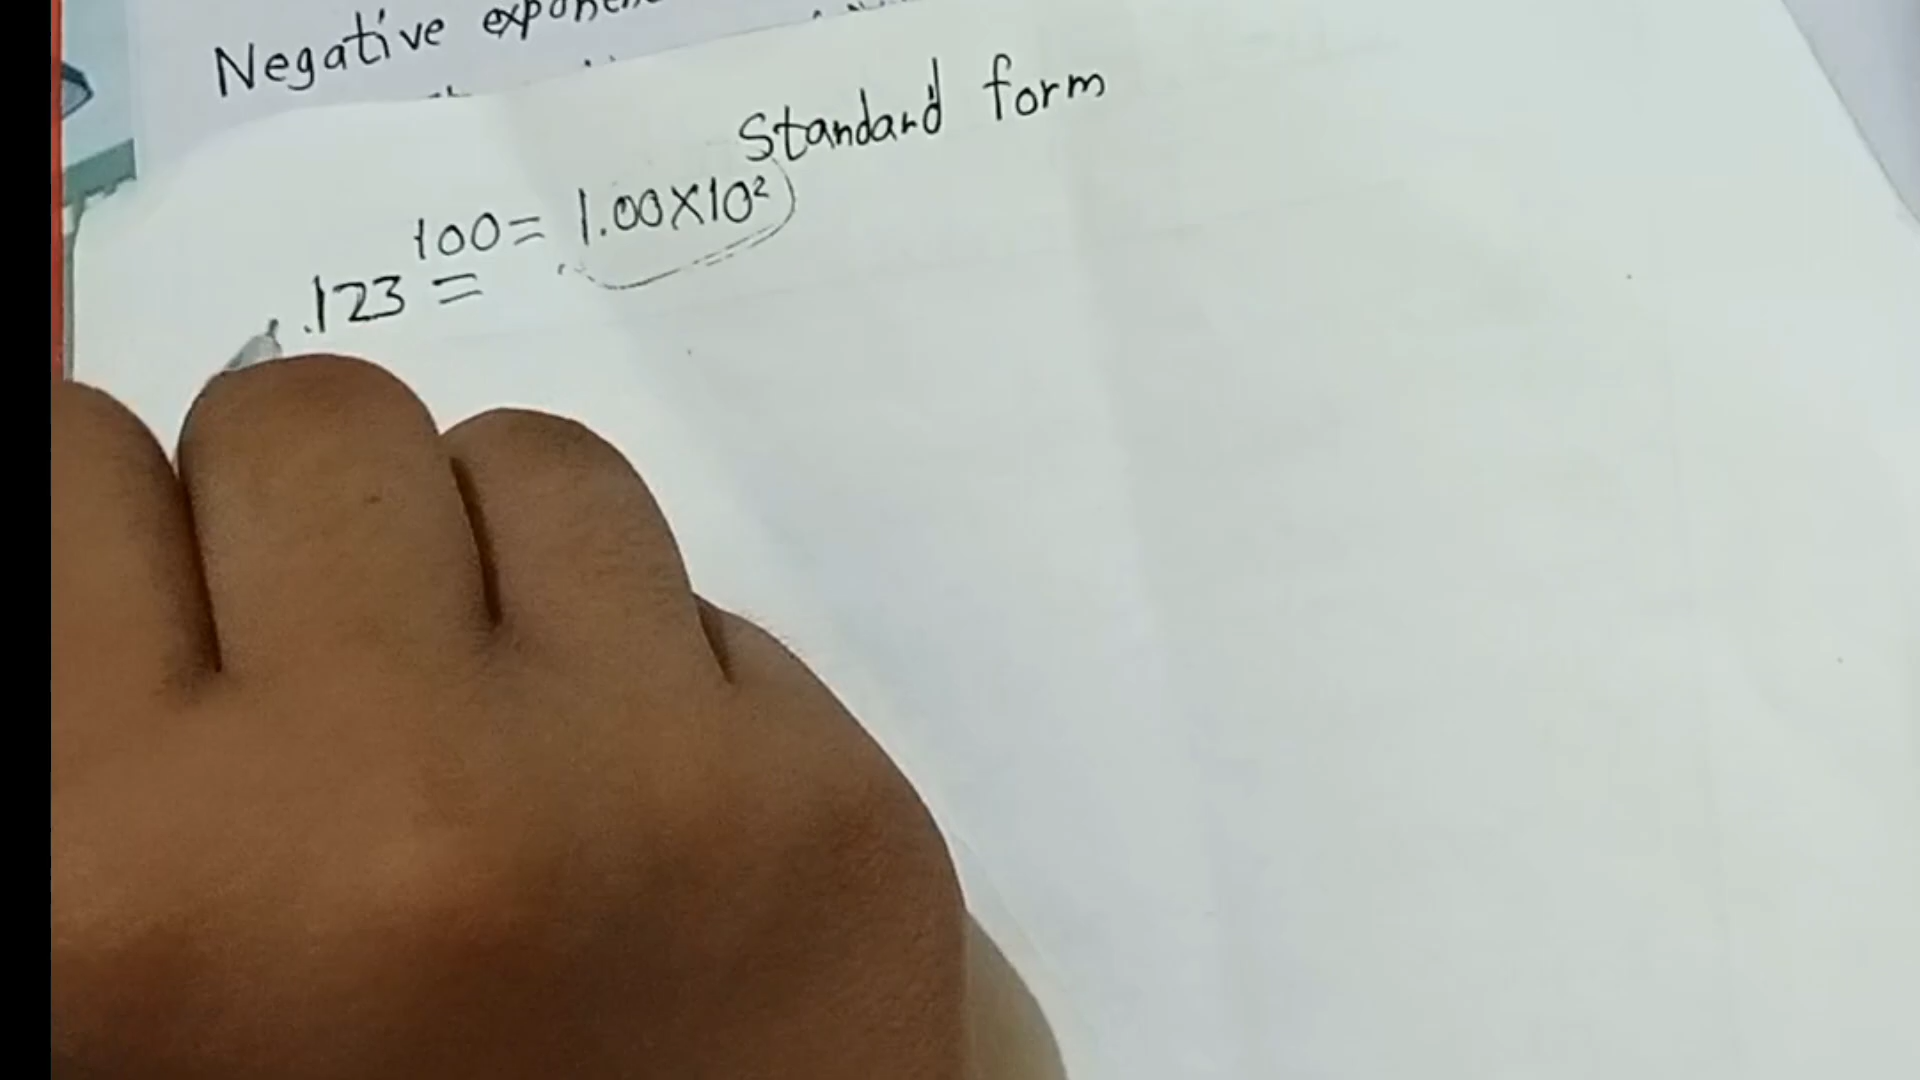 Negative
Standard form
100 = 1.00×10²
.123 =